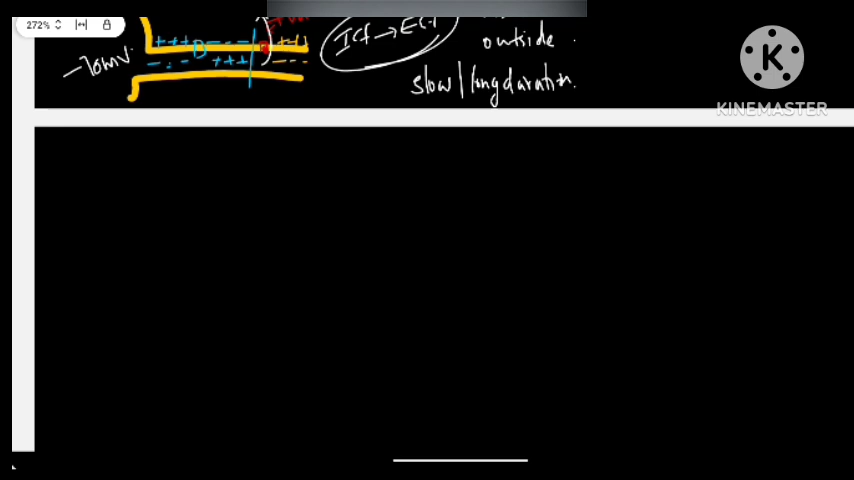 272%
+++ --- +++
-70mV
--- +++ ---
ICf → ECf
outside.
slow/long duration.
KINEMASTER